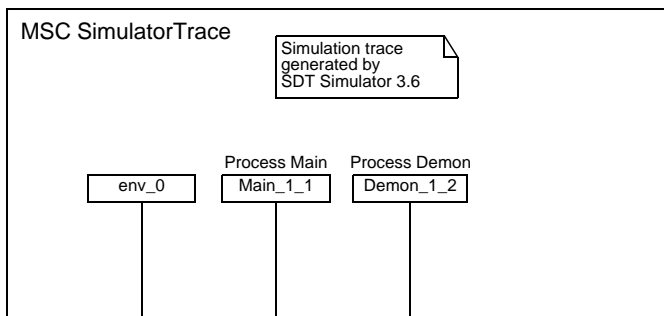 MSC SimulatorTrace
Simulation trace
generated by
SDT Simulator 3.6
Process Main
Process Demon
env_0
Main_1_1
Demon_1_2